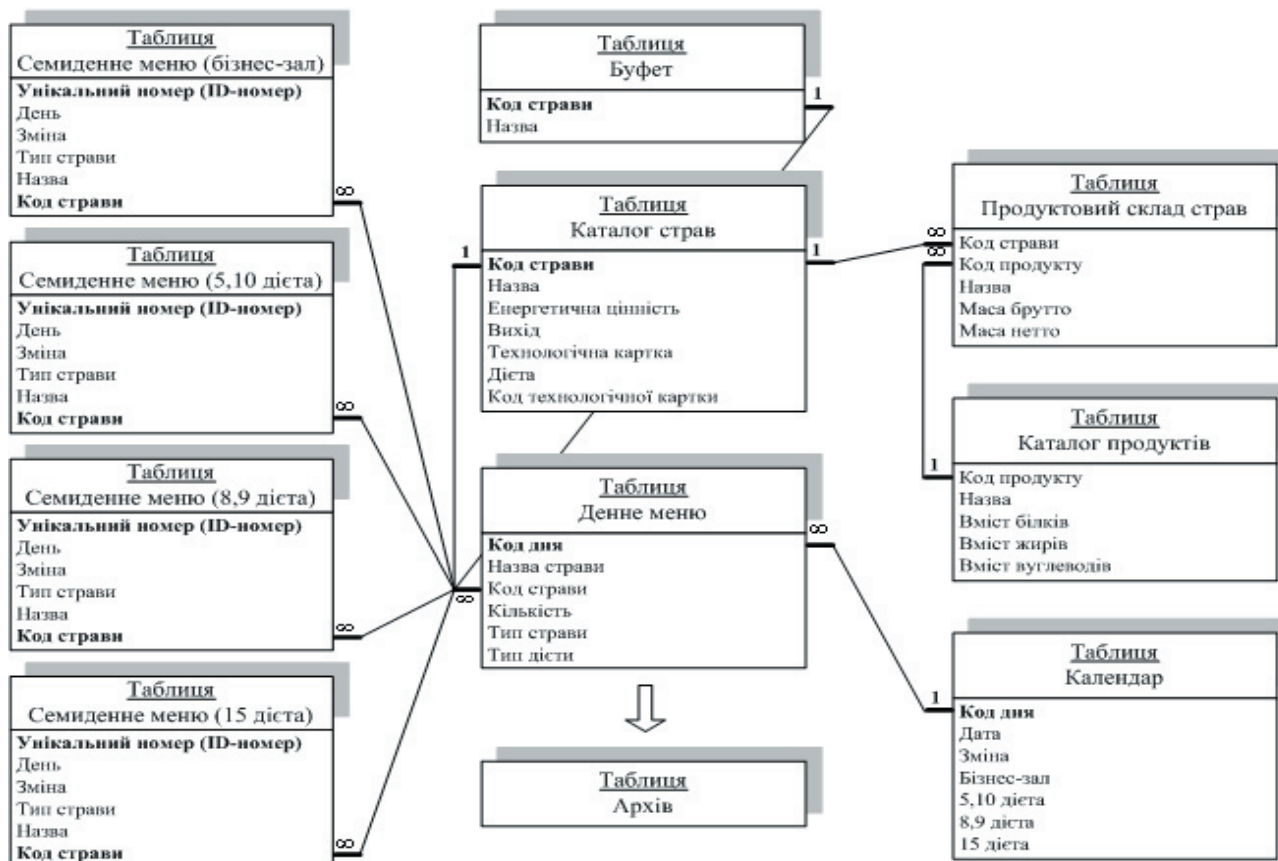 Таблиця
Семиденне меню (бізнес-зал)
Унікальний номер (ID-номер)
День
Зміна
Тип страви
Назва
Код страви
∞
Таблиця
Семиденне меню (5,10 дієта)
Унікальний номер (ID-номер)
День
Зміна
Тип страви
Назва
Код страви
∞
Таблиця
Семиденне меню (8,9 дієта)
Унікальний номер (ID-номер)
День
Зміна
Тип страви
Назва
Код страви
∞
Таблиця
Семиденне меню (15 дієта)
Унікальний номер (ID-номер)
День
Зміна
Тип страви
Назва
Код страви
∞
Таблиця
Буфет
Код страви
Назва
1
Таблиця
Каталог страв
1
1
Код страви
Назва
Енергетична цінність
Вихід
Технологічна картка
Дієта
Код технологічної картки
Таблиця
Денне меню
∞
Код дня
Назва страви
Код страви
∞
Кількість
Тип страви
Тип дієти
Таблиця
Архів
Таблиця
Продуктовий склад страв
∞
Код страви
∞
Код продукту
Назва
Маса брутто
Маса нетто
Таблиця
Каталог продуктів
1
Код продукту
Назва
Вміст білків
Вміст жирів
Вміст вуглеводів
Таблиця
Календар
1
Код дня
Дата
Зміна
Бізнес-зал
5,10 дієта
8,9 дієта
15 дієта